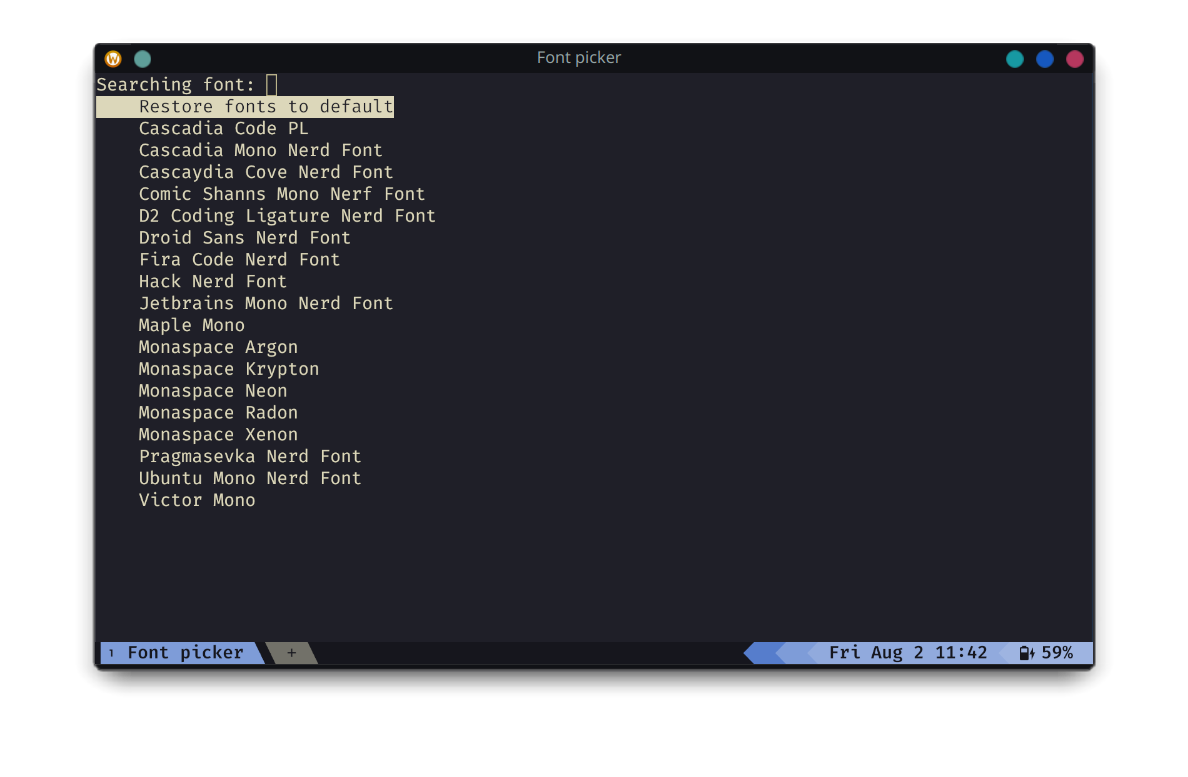 W
Font picker
Searching font:
Restore fonts to default
Cascadia Code PL
Cascadia Mono Nerd Font
Cascaydia Cove Nerd Font
Comic Shanns Mono Nerf Font
D2 Coding Ligature Nerd Font
Droid Sans Nerd Font
Fira Code Nerd Font
Hack Nerd Font
Jetbrains Mono Nerd Font
Maple Mono
Monaspace Argon
Monaspace Krypton
Monaspace Neon
Monaspace Radon
Monaspace Xenon
Pragmasevka Nerd Font
Ubuntu Mono Nerd Font
Victor Mono
1 Font picker + Fri Aug 2 11:42 59%